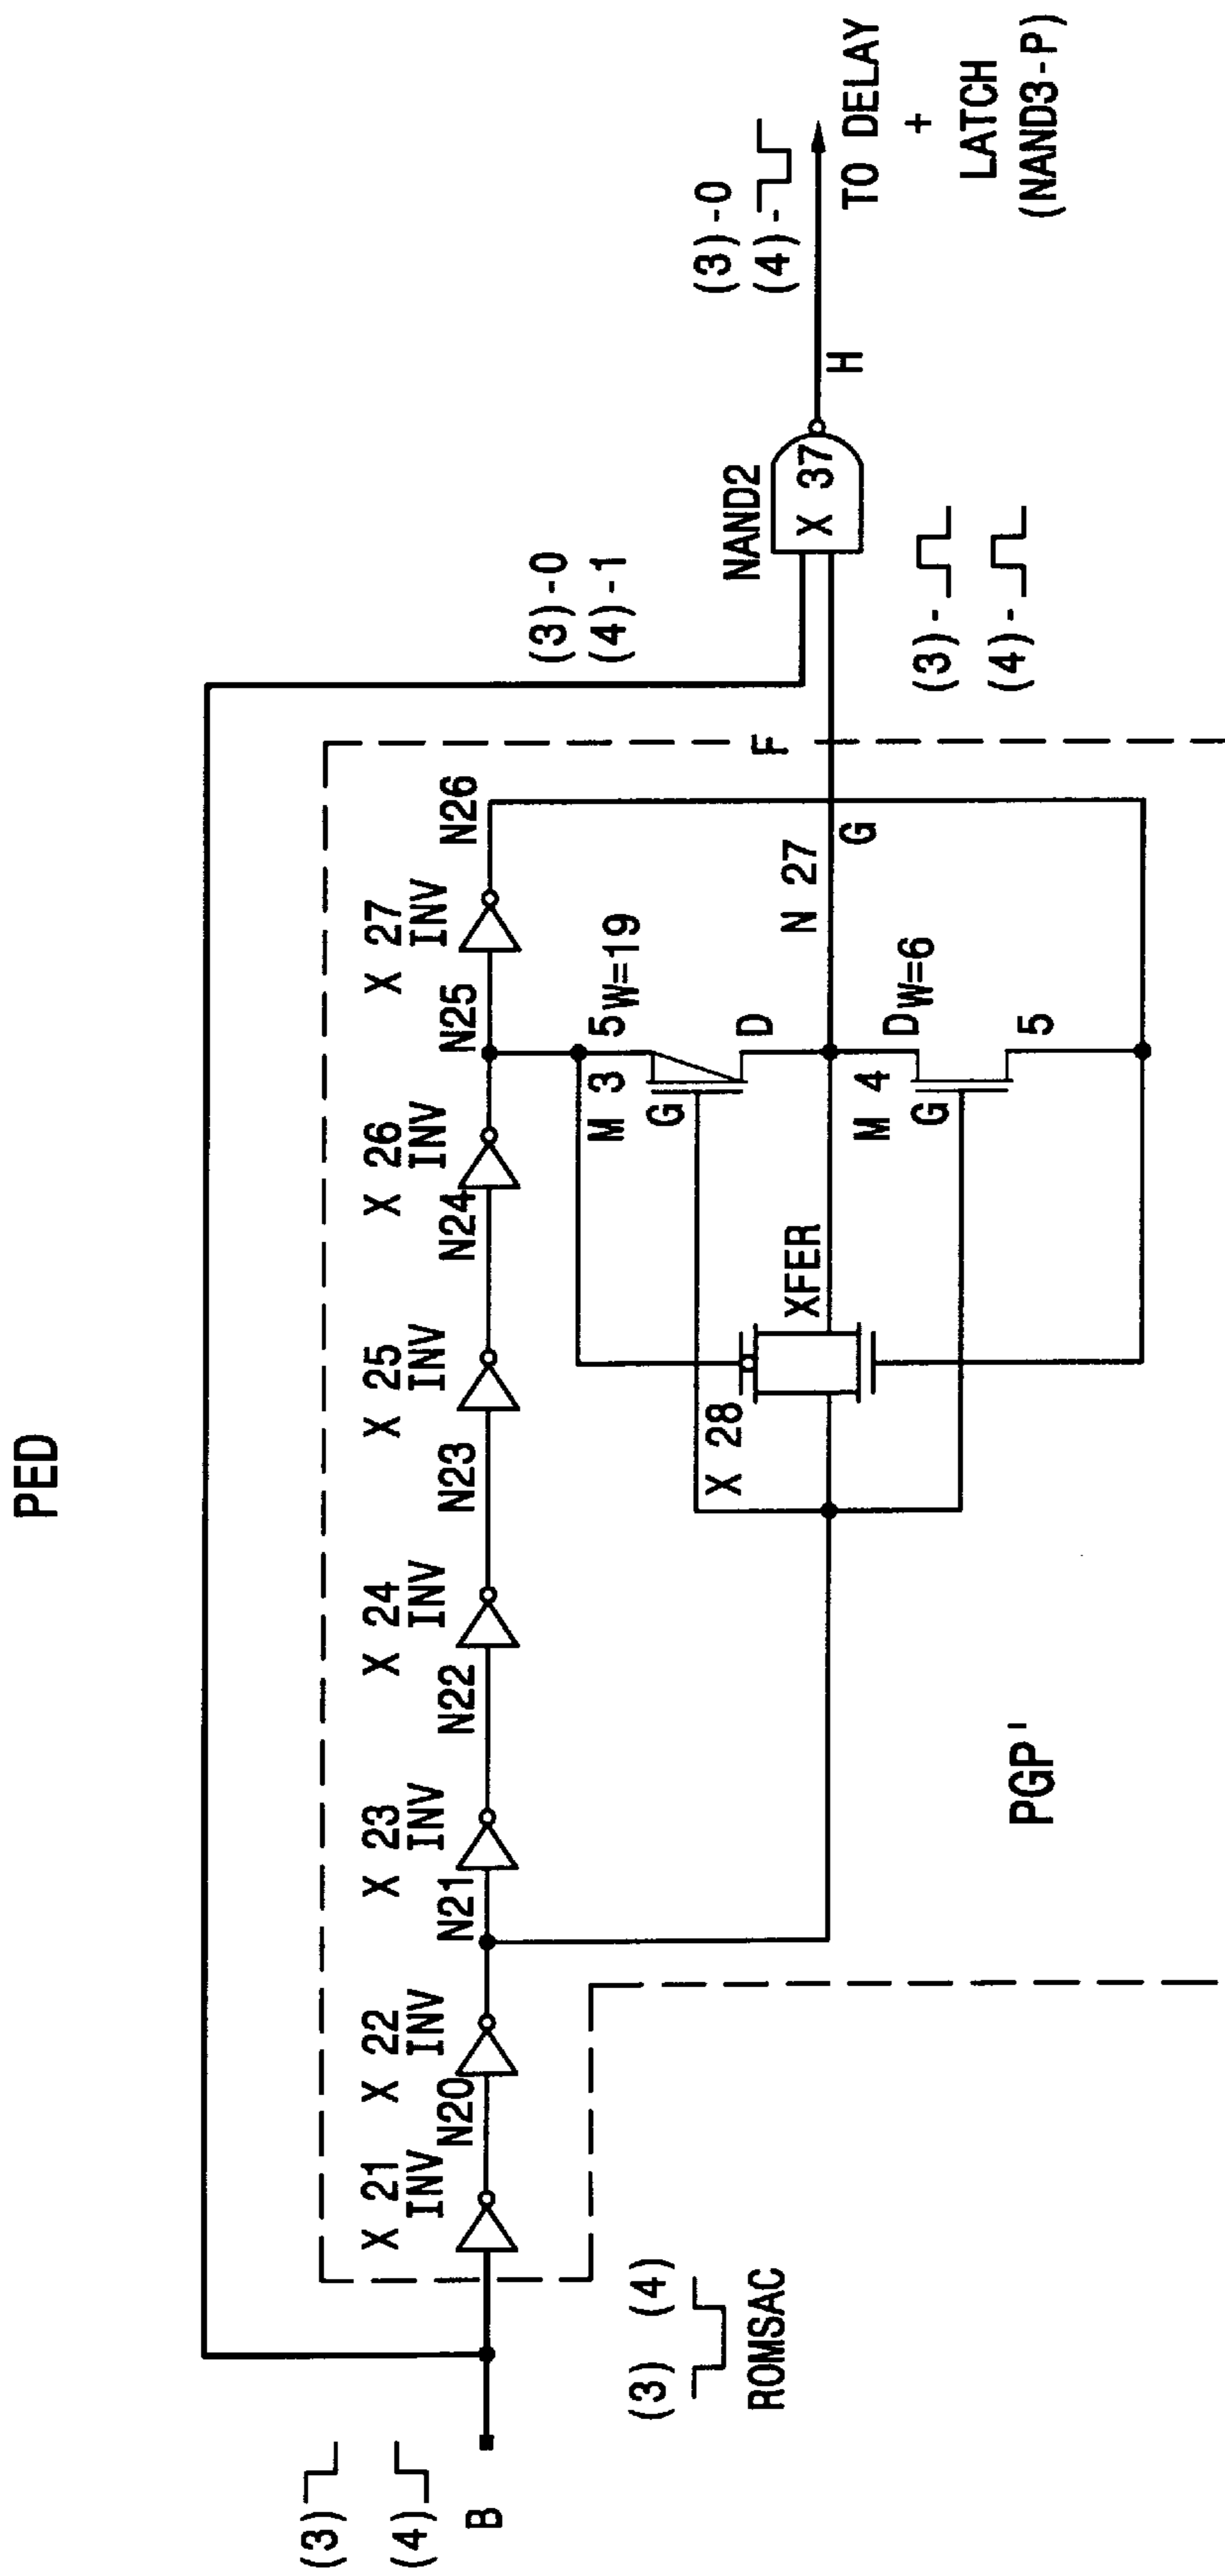 PED
(3)
(4)
B
(3) (4)
ROMSAC
X 21
INV
N20
X 22
INV
N21
X 23
INV
N22
X 24
INV
N23
X 25
INV
N24
X 26
INV
N25
X 27
INV
N26
M 3
5
W=19
G
D
X 28
XFER
N 27
G
F
M 4
D
W=6
G
5
PGP'
(3)-0
(4)-1
NAND2
X 37
(3)-
(4)-
H
(3)-0
(4)-
TO DELAY
+
LATCH
(NAND3-P)